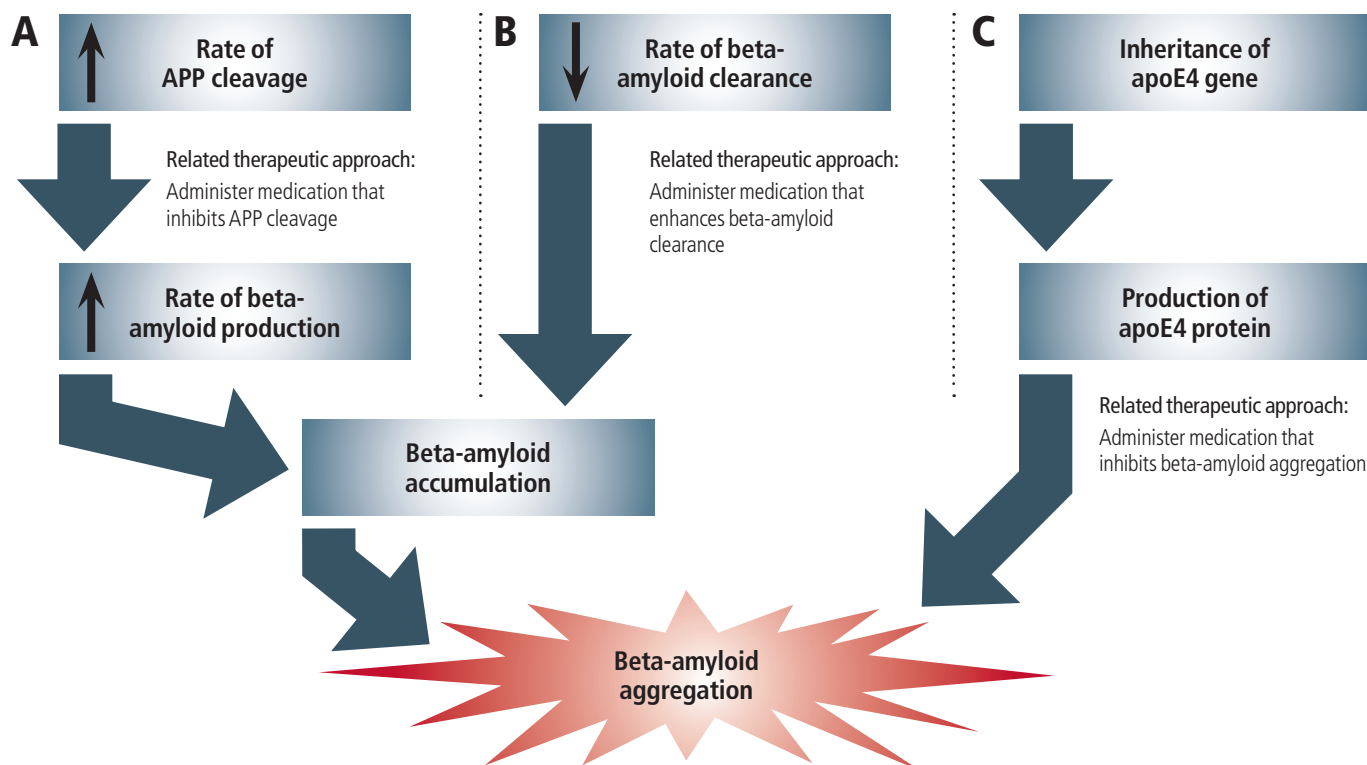 A
Rate of
APP cleavage
Related therapeutic approach:
Administer medication that
inhibits APP cleavage
Rate of beta-
amyloid production
B
Rate of beta-
amyloid clearance
Related therapeutic approach:
Administer medication that
enhances beta-amyloid
clearance
Beta-amyloid
accumulation
C
Inheritance of
apoE4 gene
Production of
apoE4 protein
Related therapeutic approach:
Administer medication that
inhibits beta-amyloid aggregation
Beta-amyloid
aggregation